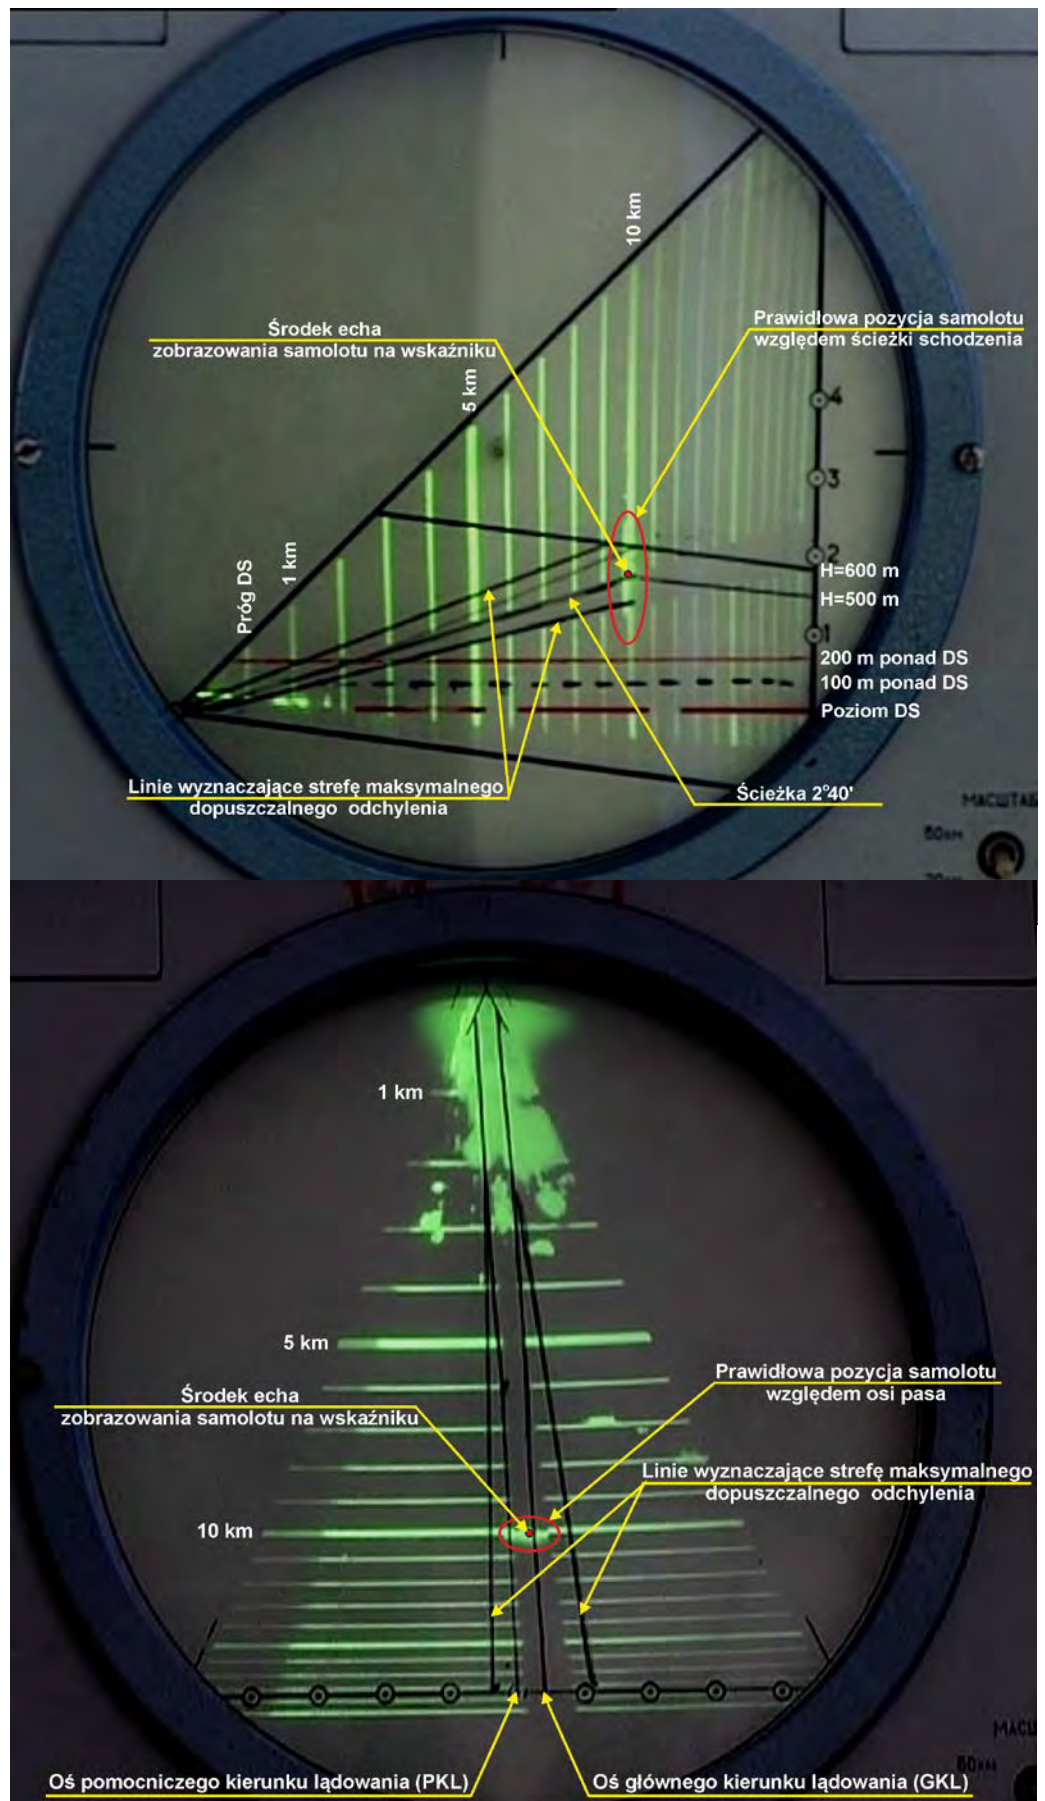 10 km
Środek echa
zobrazowania samolotu na wskaźniku
Prawidłowa pozycja samolotu
względem ścieżki schodzenia
5 km
4
3
1 km
Próg DS
2
H=600 m
H=500 m
1
200 m ponad DS
100 m ponad DS
Poziom DS
Linie wyznaczające strefę maksymalnego
dopuszczalnego odchylenia
Ścieżka 2°40'
МАСШТАБ
1 km
5 km
Prawidłowa pozycja samolotu
względem osi pasa
Środek echa
zobrazowania samolotu na wskaźniku
Linie wyznaczające strefę maksymalnego
dopuszczalnego odchylenia
10 km
МАСШ
Oś pomocniczego kierunku lądowania (PKL)
Oś głównego kierunku lądowania (GKL)